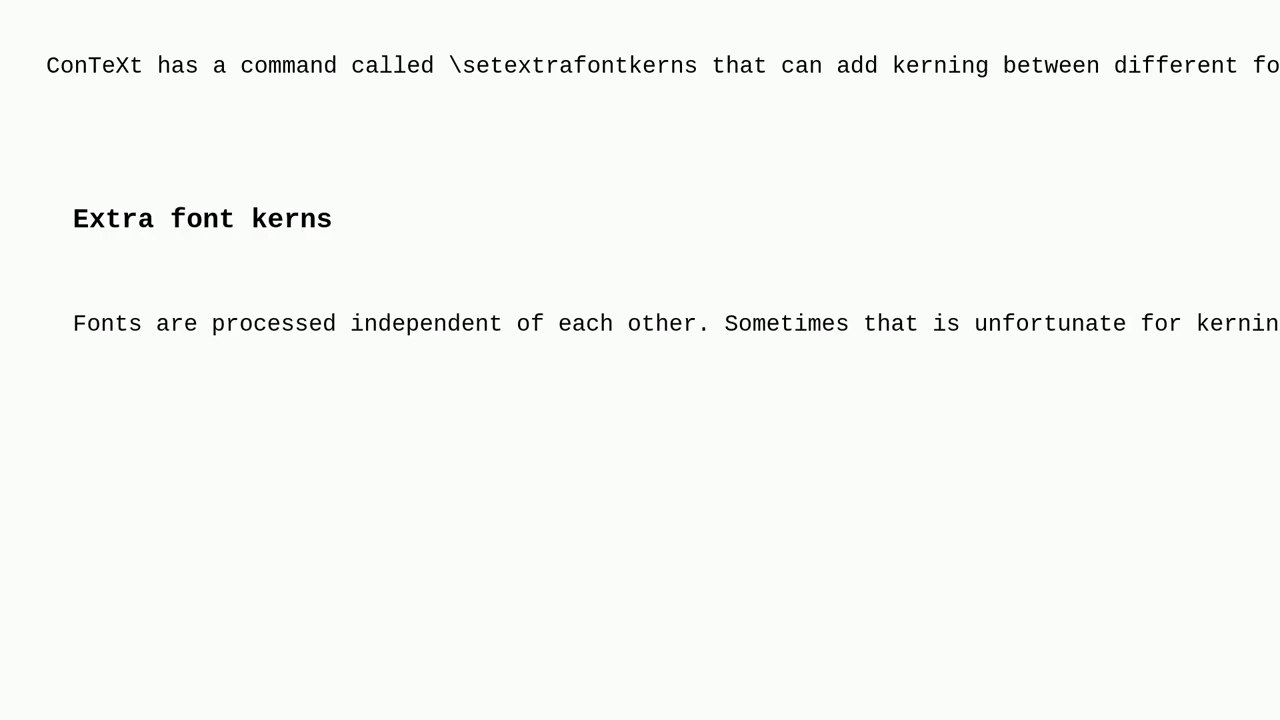 ConTeXt has a command called \setextrafontkerns that can add kerning between different fo
Extra font kerns
Fonts are processed independent of each other. Sometimes that is unfortunate for kernin